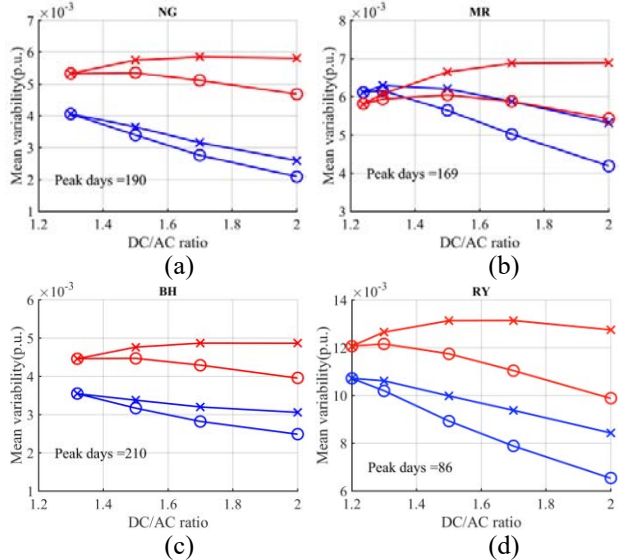 ×10⁻³ NG ×10⁻³ MR
7 8
6 7
5 6
4
3 5
2 Peak days =190 4 Peak days =169
1 3
1.2 1.4 1.6 1.8 2 1.2 1.4 1.6 1.8 2
Mean variability(p.u.) Mean variability(p.u.)
DC/AC ratio DC/AC ratio
(a) (b)
×10⁻³ BH ×10⁻³ RY
6 14
5 12
4 10
3
2 Peak days =210 8 Peak days =86
1 6
1.2 1.4 1.6 1.8 2 1.2 1.4 1.6 1.8 2
Mean variability(p.u.) Mean variability(p.u.)
DC/AC ratio DC/AC ratio
(c) (d)